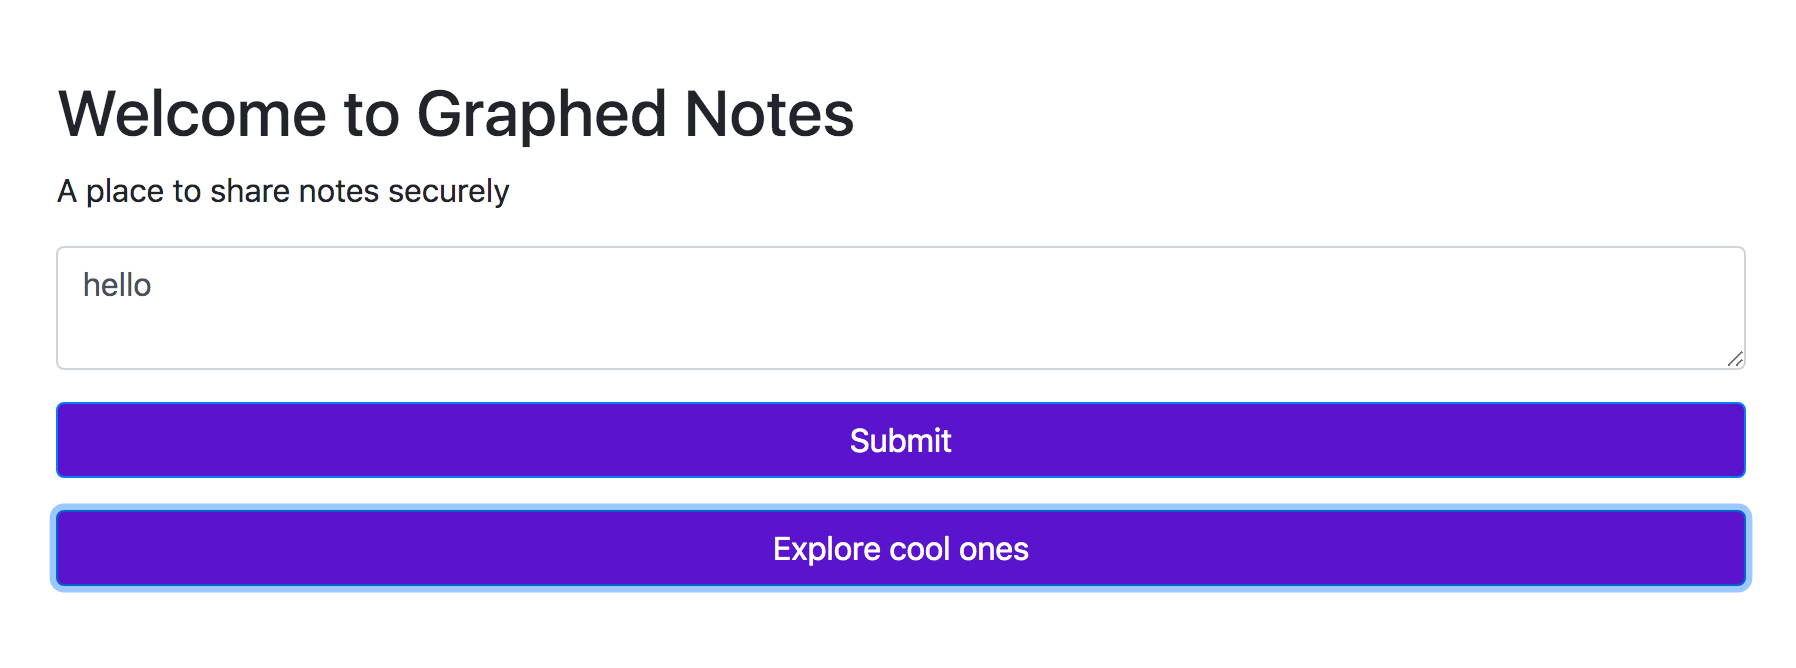 Welcome to Graphed Notes
A place to share notes securely
hello
Submit
Explore cool ones